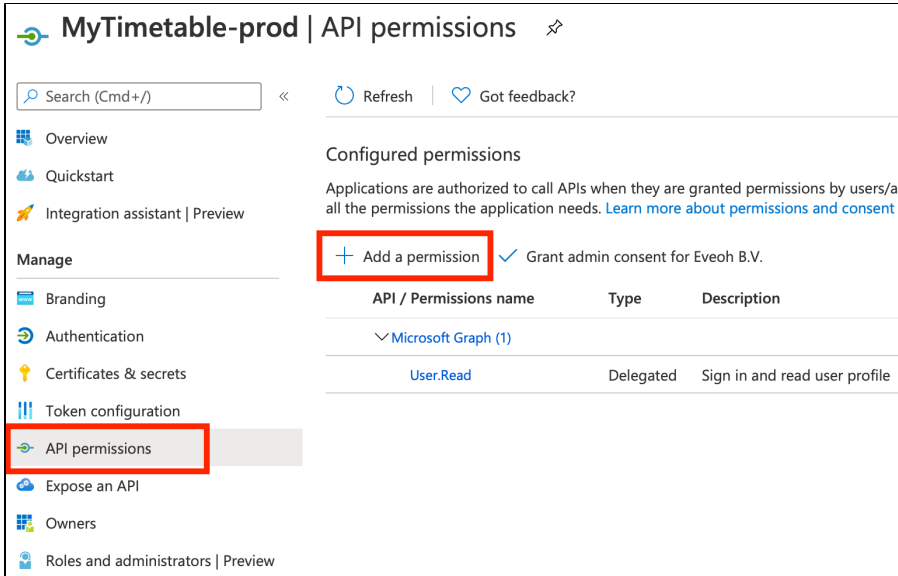 MyTimetable-prod | API permissions
Search (Cmd+/)
Refresh
Got feedback?
Overview
Quickstart
Integration assistant | Preview
Manage
Branding
Authentication
Certificates & secrets
Token configuration
API permissions
Expose an API
Owners
Roles and administrators | Preview
Configured permissions
Applications are authorized to call APIs when they are granted permissions by users/a
all the permissions the application needs. Learn more about permissions and consent
Add a permission
Grant admin consent for Eveoh B.V.
API / Permissions name Type Description
Microsoft Graph (1)
User.Read Delegated Sign in and read user profile